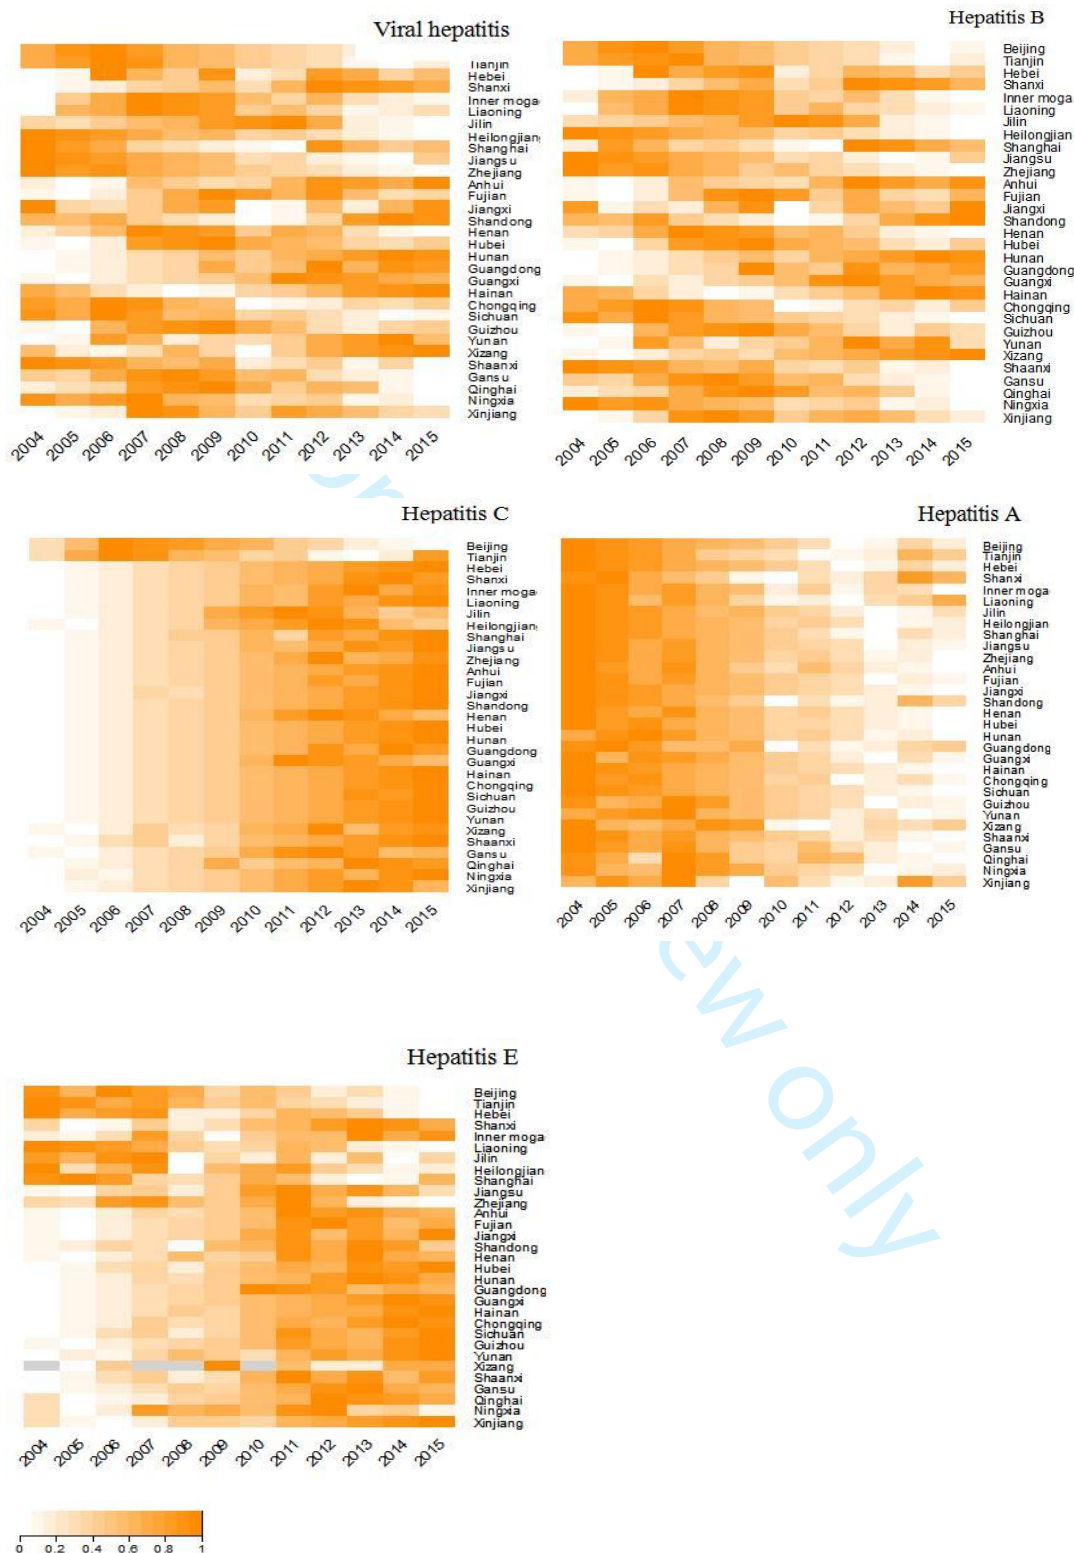 Viral hepatitis
Tianjin
Hebei
Shanxi
Inner moga
Liaoning
Jilin
Heilongjian
Shanghai
Jiangsu
Zhejiang
Anhui
Fujian
Jiangxi
Shandong
Henan
Hubei
Hunan
Guangdong
Guangxi
Hainan
Chongqing
Sichuan
Guizhou
Yunan
Xizang
Shaanxi
Gansu
Qinghai
Ningxia
Xinjiang
2004 2005 2006 2007 2008 2009 2010 2011 2012 2013 2014 2015
Hepatitis B
Beijing
Tianjin
Hebei
Shanxi
Inner moga
Liaoning
Jilin
Heilongjian
Shanghai
Jiangsu
Zhejiang
Anhui
Fujian
Jiangxi
Shandong
Henan
Hubei
Hunan
Guangdong
Guangxi
Hainan
Chongqing
Sichuan
Guizhou
Yunan
Xizang
Shaanxi
Gansu
Qinghai
Ningxia
Xinjiang
2004 2005 2006 2007 2008 2009 2010 2011 2012 2013 2014 2015
Hepatitis C
Beijing
Tianjin
Hebei
Shanxi
Inner moga
Liaoning
Jilin
Heilongjian
Shanghai
Jiangsu
Zhejiang
Anhui
Fujian
Jiangxi
Shandong
Henan
Hubei
Hunan
Guangdong
Guangxi
Hainan
Chongqing
Sichuan
Guizhou
Yunan
Xizang
Shaanxi
Gansu
Qinghai
Ningxia
Xinjiang
2004 2005 2006 2007 2008 2009 2010 2011 2012 2013 2014 2015
Hepatitis A
Beijing
Tianjin
Hebei
Shanxi
Inner moga
Liaoning
Jilin
Heilongjian
Shanghai
Jiangsu
Zhejiang
Anhui
Fujian
Jiangxi
Shandong
Henan
Hubei
Hunan
Guangdong
Guangxi
Hainan
Chongqing
Sichuan
Guizhou
Yunan
Xizang
Shaanxi
Gansu
Qinghai
Ningxia
Xinjiang
2004 2005 2006 2007 2008 2009 2010 2011 2012 2013 2014 2015
ew only
Hepatitis E
Beijing
Tianjin
Hebei
Shanxi
Inner moga
Liaoning
Jilin
Heilongjian
Shanghai
Jiangsu
Zhejiang
Anhui
Fujian
Jiangxi
Shandong
Henan
Hubei
Hunan
Guangdong
Guangxi
Hainan
Chongqing
Sichuan
Guizhou
Yunan
Xizang
Shaanxi
Gansu
Qinghai
Ningxia
Xinjiang
2004 2005 2006 2007 2008 2009 2010 2011 2012 2013 2014 2015
0 0.2 0.4 0.6 0.8 1